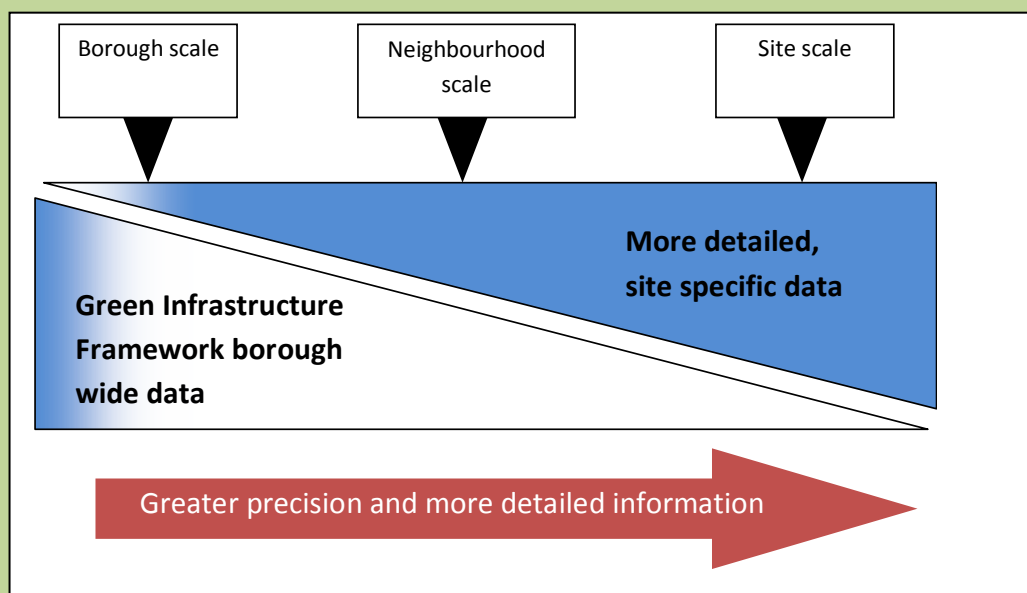 Borough scale
Neighbourhood
scale
Site scale
More detailed,
site specific data
Green Infrastructure
Framework borough
wide data
Greater precision and more detailed information